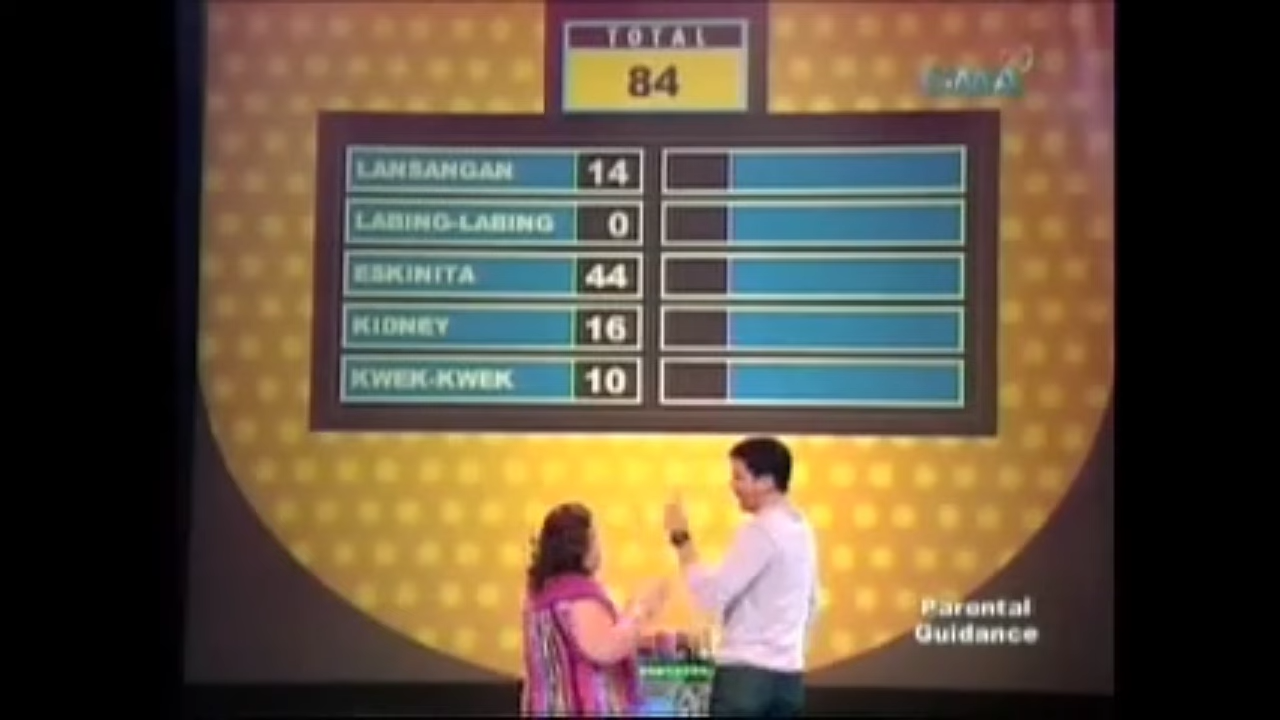 TOTAL
84
GMA
LANSANGAN 14
LABING-LABING 0
ESKINITA 44
KIDNEY 16
KWEK-KWEK 10
Parental
Guidance